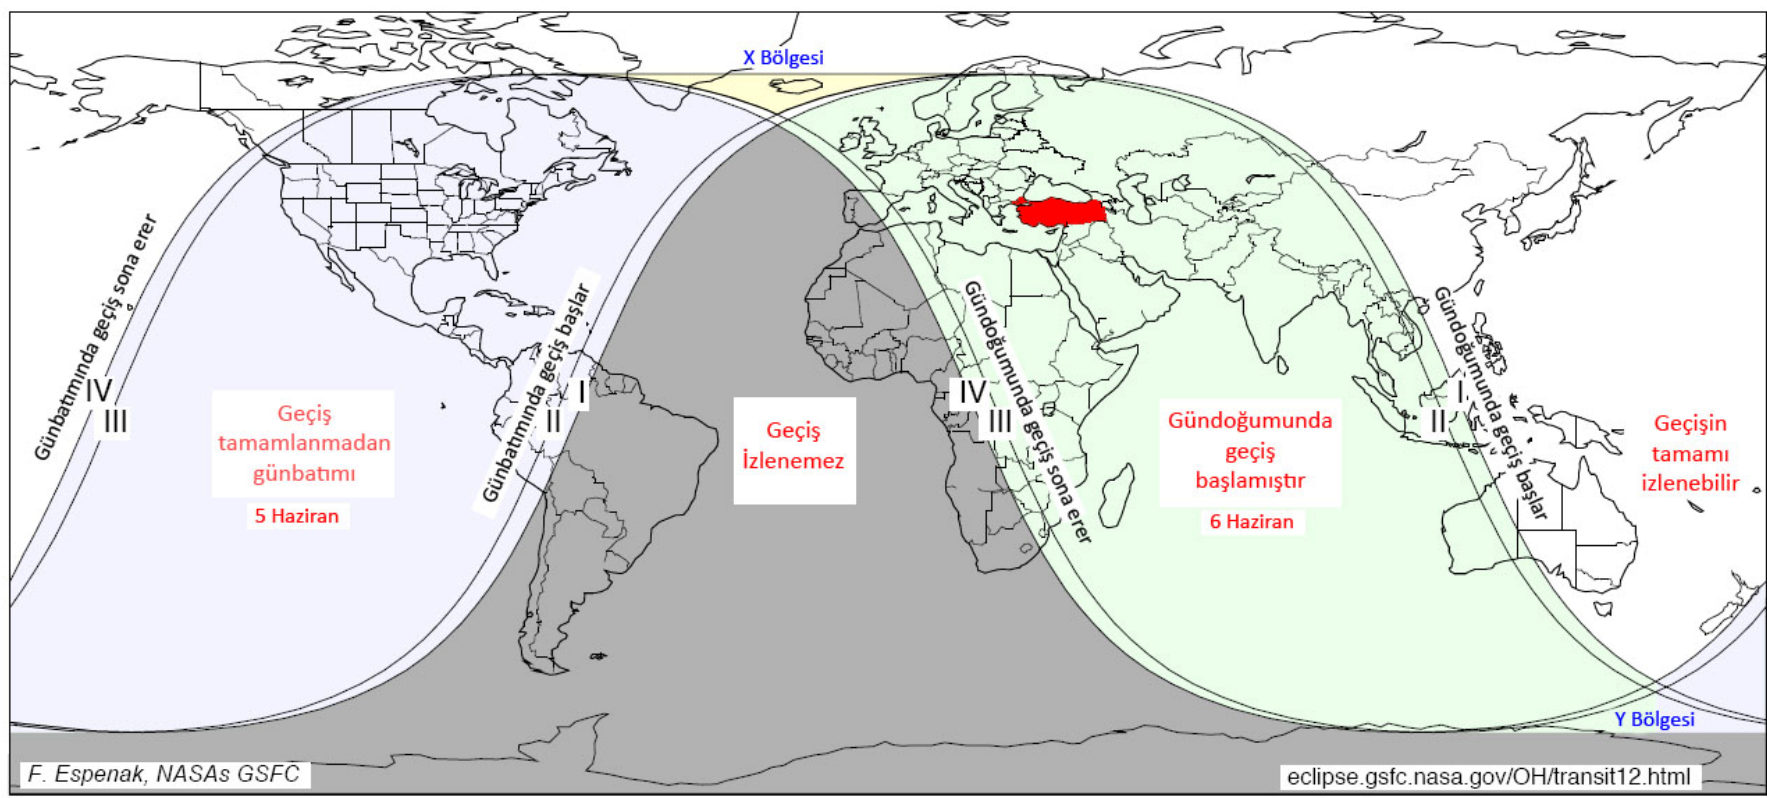 X Bölgesi
Günbatımında geçiş sona erer
IV
III
Geçiş
tamamlanmadan
günbatımı
5 Haziran
Günbatımında geçiş başlar
I
II
Geçiş
İzlenemez
Gündoğumunda geçiş sona erer
IV
III
Gündoğumunda
geçiş
başlamıştır
6 Haziran
Gündoğumunda geçiş başlar
I
II
Geçişin
tamamı
izlenebilir
Y Bölgesi
F. Espenak, NASAs GSFC
eclipse.gsfc.nasa.gov/OH/transit12.html